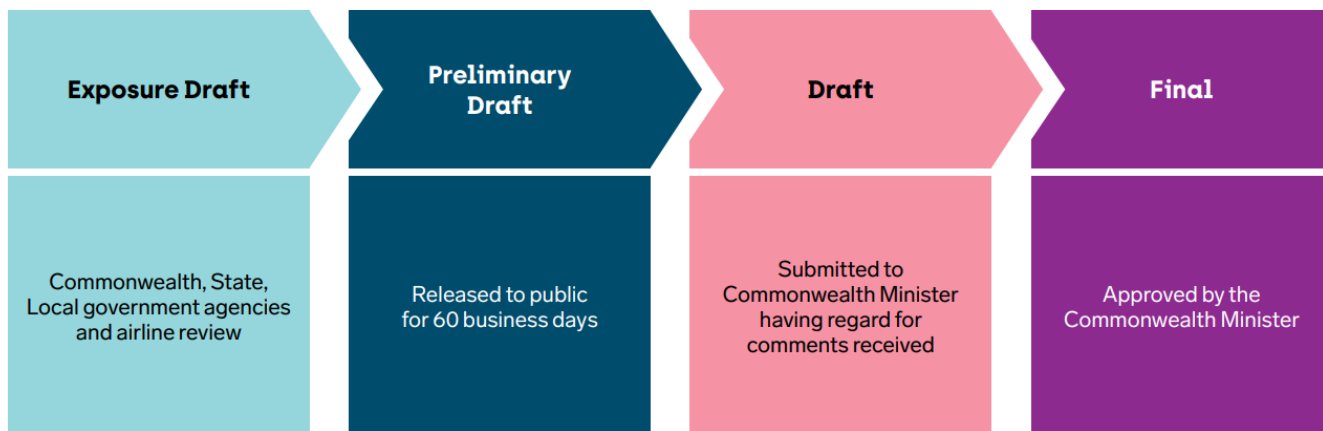 Exposure Draft
Preliminary
Draft
Draft
Final
Commonwealth, State,
Local government agencies
and airline review
Released to public
for 60 business days
Submitted to
Commonwealth Minister
having regard for
comments received
Approved by the
Commonwealth Minister